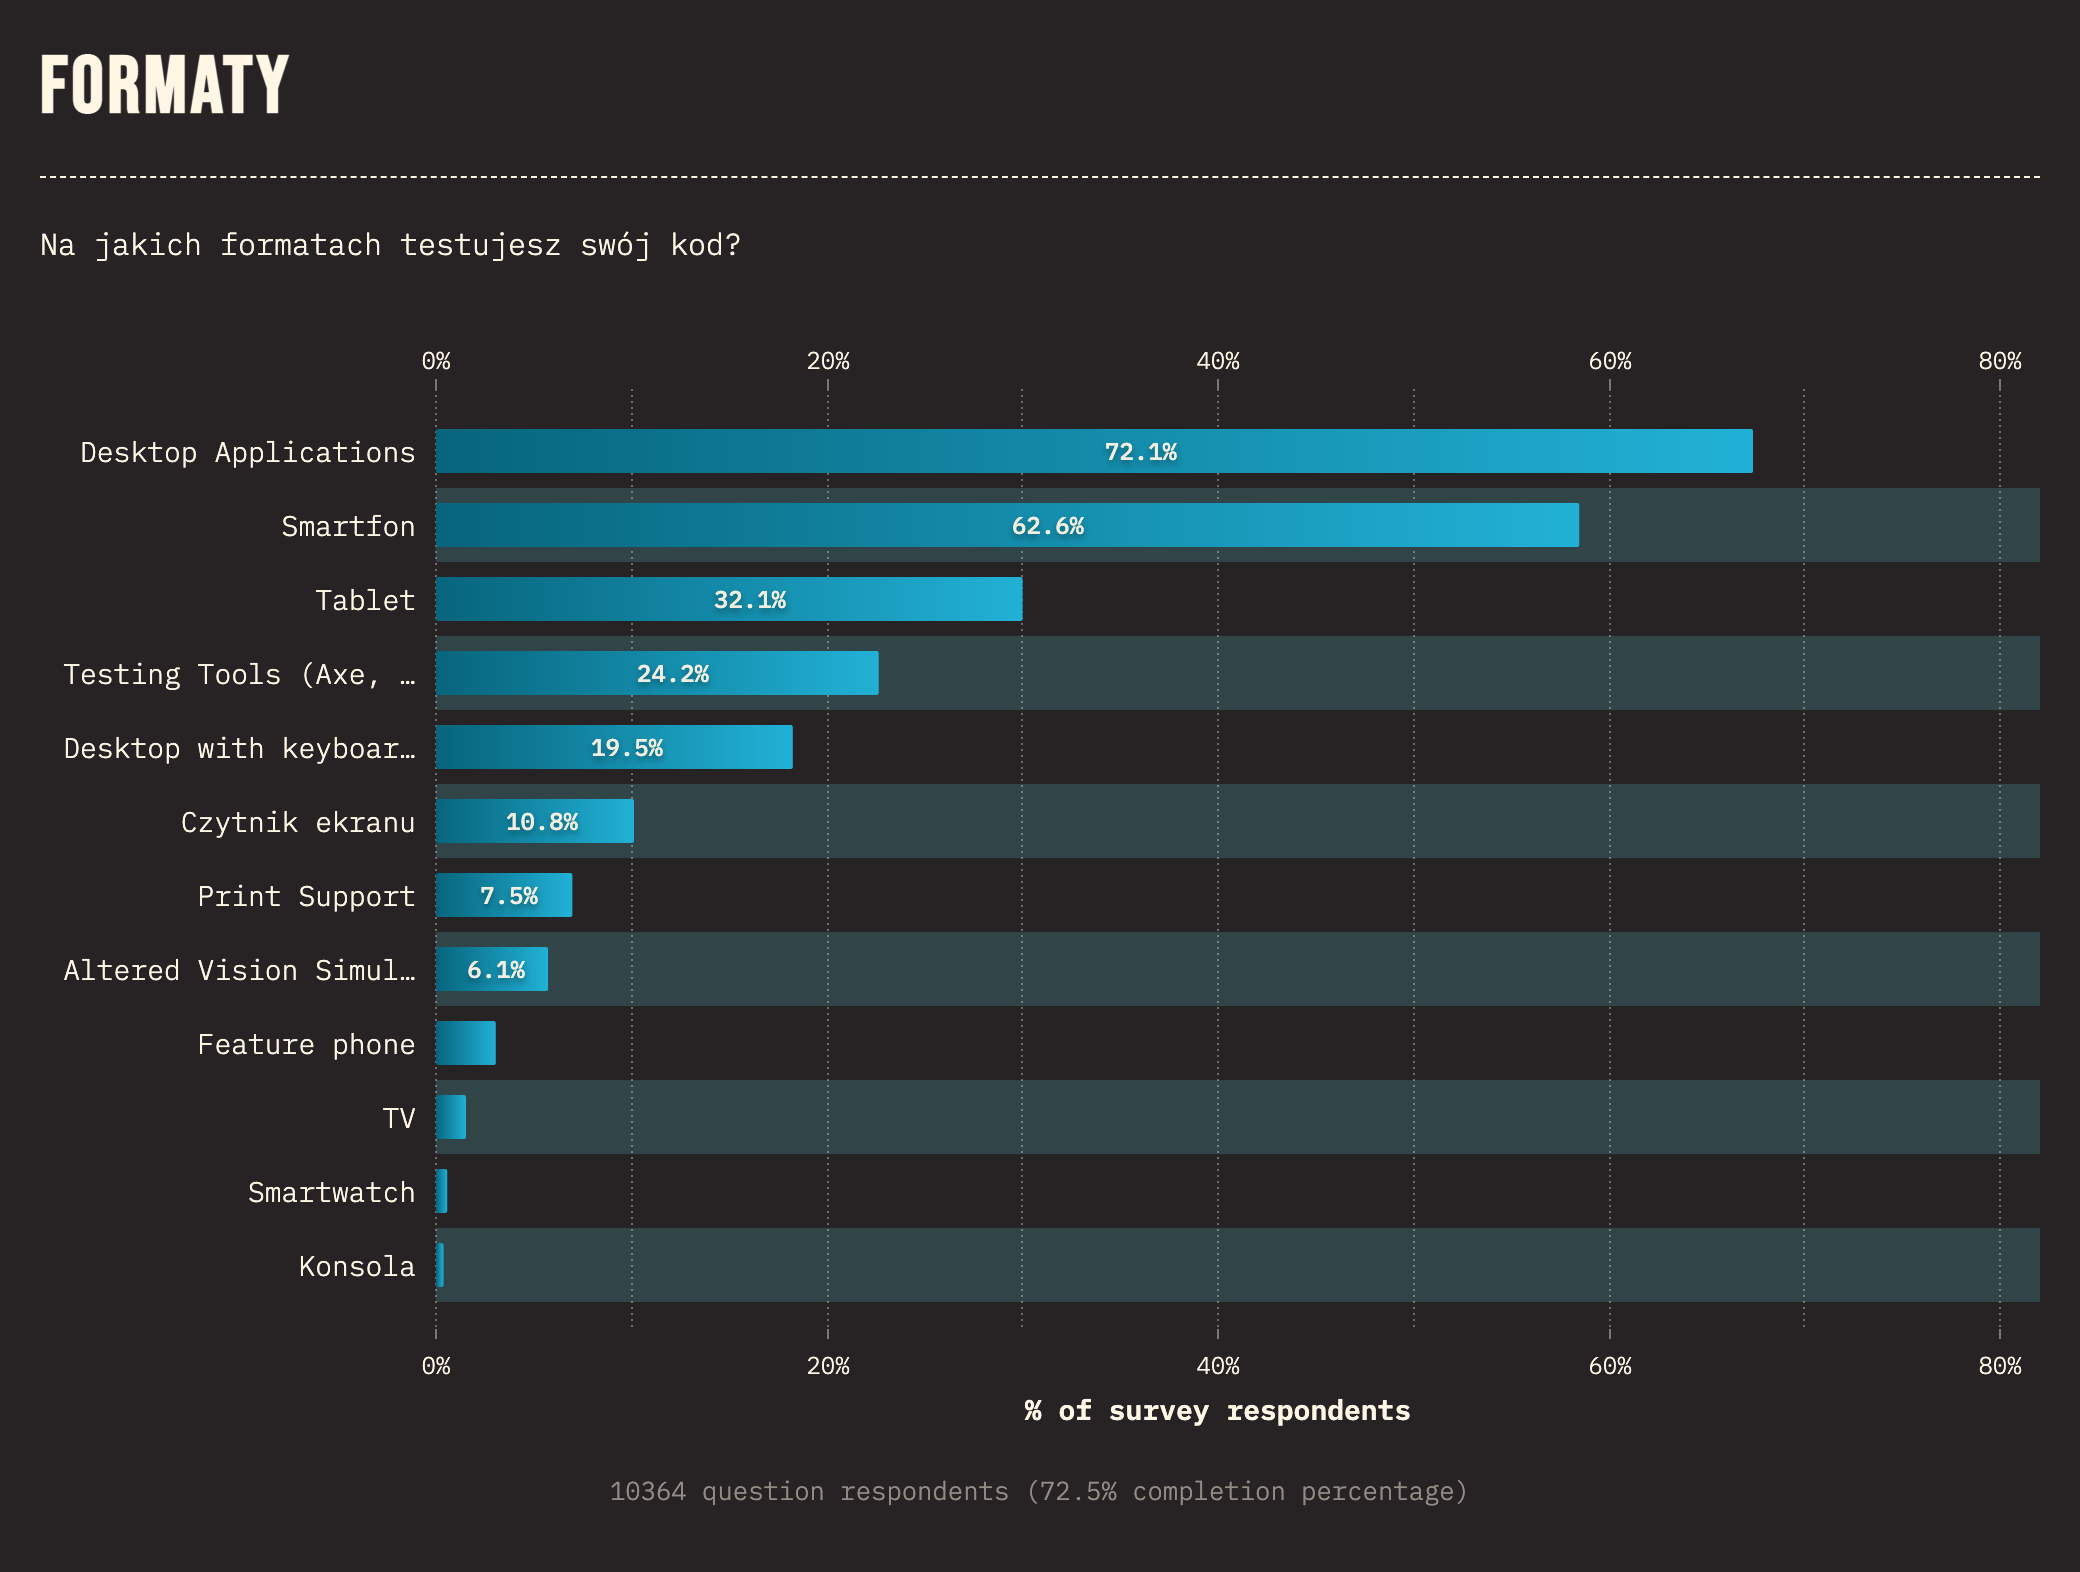 FORMATY
Na jakich formatach testujesz swój kod?
0% 20% 40% 60% 80%
Desktop Applications 72.1%
Smartfon 62.6%
Tablet 32.1%
Testing Tools (Axe, … 24.2%
Desktop with keyboar… 19.5%
Czytnik ekranu 10.8%
Print Support 7.5%
Altered Vision Simul… 6.1%
Feature phone
TV
Smartwatch
Konsola
0% 20% 40% 60% 80%
% of survey respondents
10364 question respondents (72.5% completion percentage)